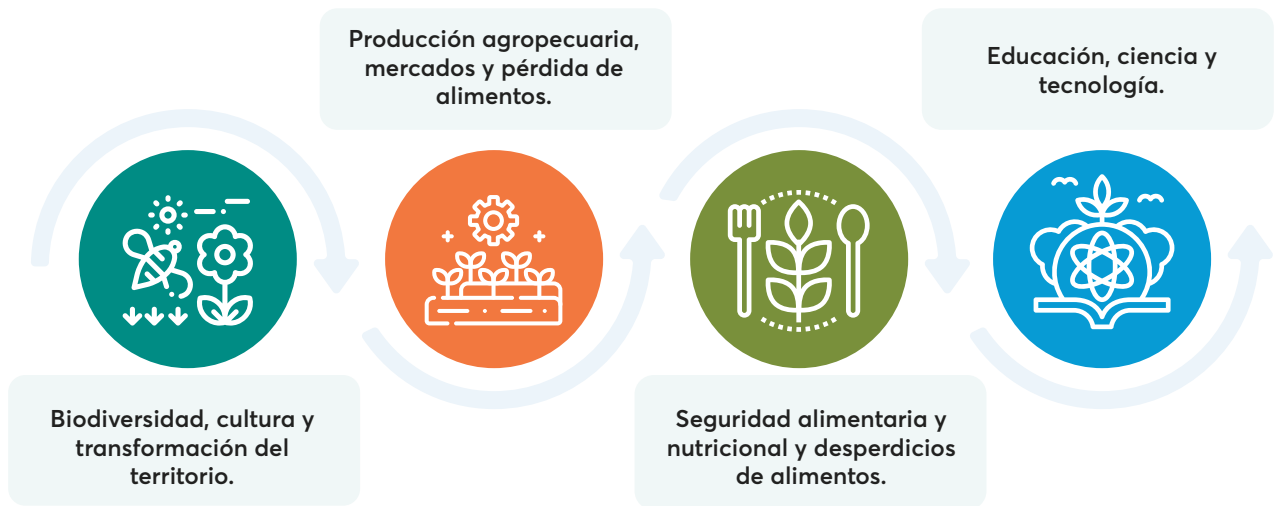 Biodiversidad, cultura y
transformación del
territorio.
Producción agropecuaria,
mercados y pérdida de
alimentos.
Seguridad alimentaria y
nutricional y desperdicios
de alimentos.
Educación, ciencia y
tecnología.